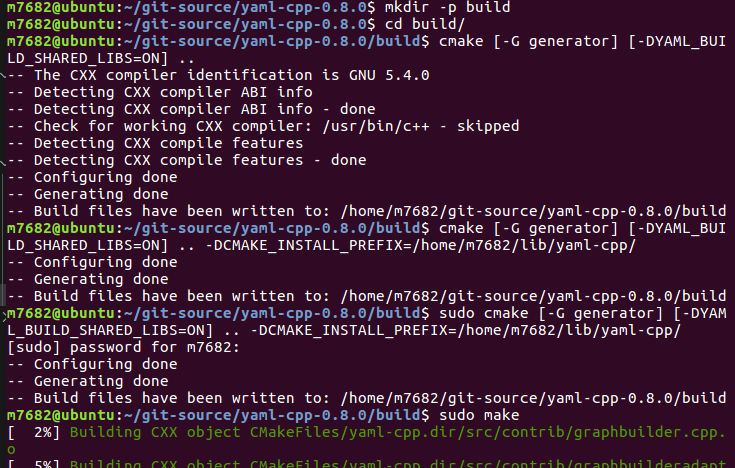 m7682@ubuntu:~/git-source/yaml-cpp-0.8.0$ mkdir -p build
m7682@ubuntu:~/git-source/yaml-cpp-0.8.0$ cd build/
m7682@ubuntu:~/git-source/yaml-cpp-0.8.0/build$ cmake [-G generator] [-DYAML_BUI
LD_SHARED_LIBS=ON] ..
-- The CXX compiler identification is GNU 5.4.0
-- Detecting CXX compiler ABI info
-- Detecting CXX compiler ABI info - done
-- Check for working CXX compiler: /usr/bin/c++ - skipped
-- Detecting CXX compile features
-- Detecting CXX compile features - done
-- Configuring done
-- Generating done
-- Build files have been written to: /home/m7682/git-source/yaml-cpp-0.8.0/build
m7682@ubuntu:~/git-source/yaml-cpp-0.8.0/build$ cmake [-G generator] [-DYAML_BUI
LD_SHARED_LIBS=ON] .. -DCMAKE_INSTALL_PREFIX=/home/m7682/lib/yaml-cpp/
-- Configuring done
-- Generating done
-- Build files have been written to: /home/m7682/git-source/yaml-cpp-0.8.0/build
m7682@ubuntu:~/git-source/yaml-cpp-0.8.0/build$ sudo cmake [-G generator] [-DYAM
L_BUILD_SHARED_LIBS=ON] .. -DCMAKE_INSTALL_PREFIX=/home/m7682/lib/yaml-cpp/
[sudo] password for m7682:
-- Configuring done
-- Generating done
-- Build files have been written to: /home/m7682/git-source/yaml-cpp-0.8.0/build
m7682@ubuntu:~/git-source/yaml-cpp-0.8.0/build$ sudo make
[  2%] Building CXX object CMakeFiles/yaml-cpp.dir/src/contrib/graphbuilder.cpp.
o
[  5%] Building CXX object CMakeFiles/yaml-cpp.dir/src/contrib/graphbuilderadapt